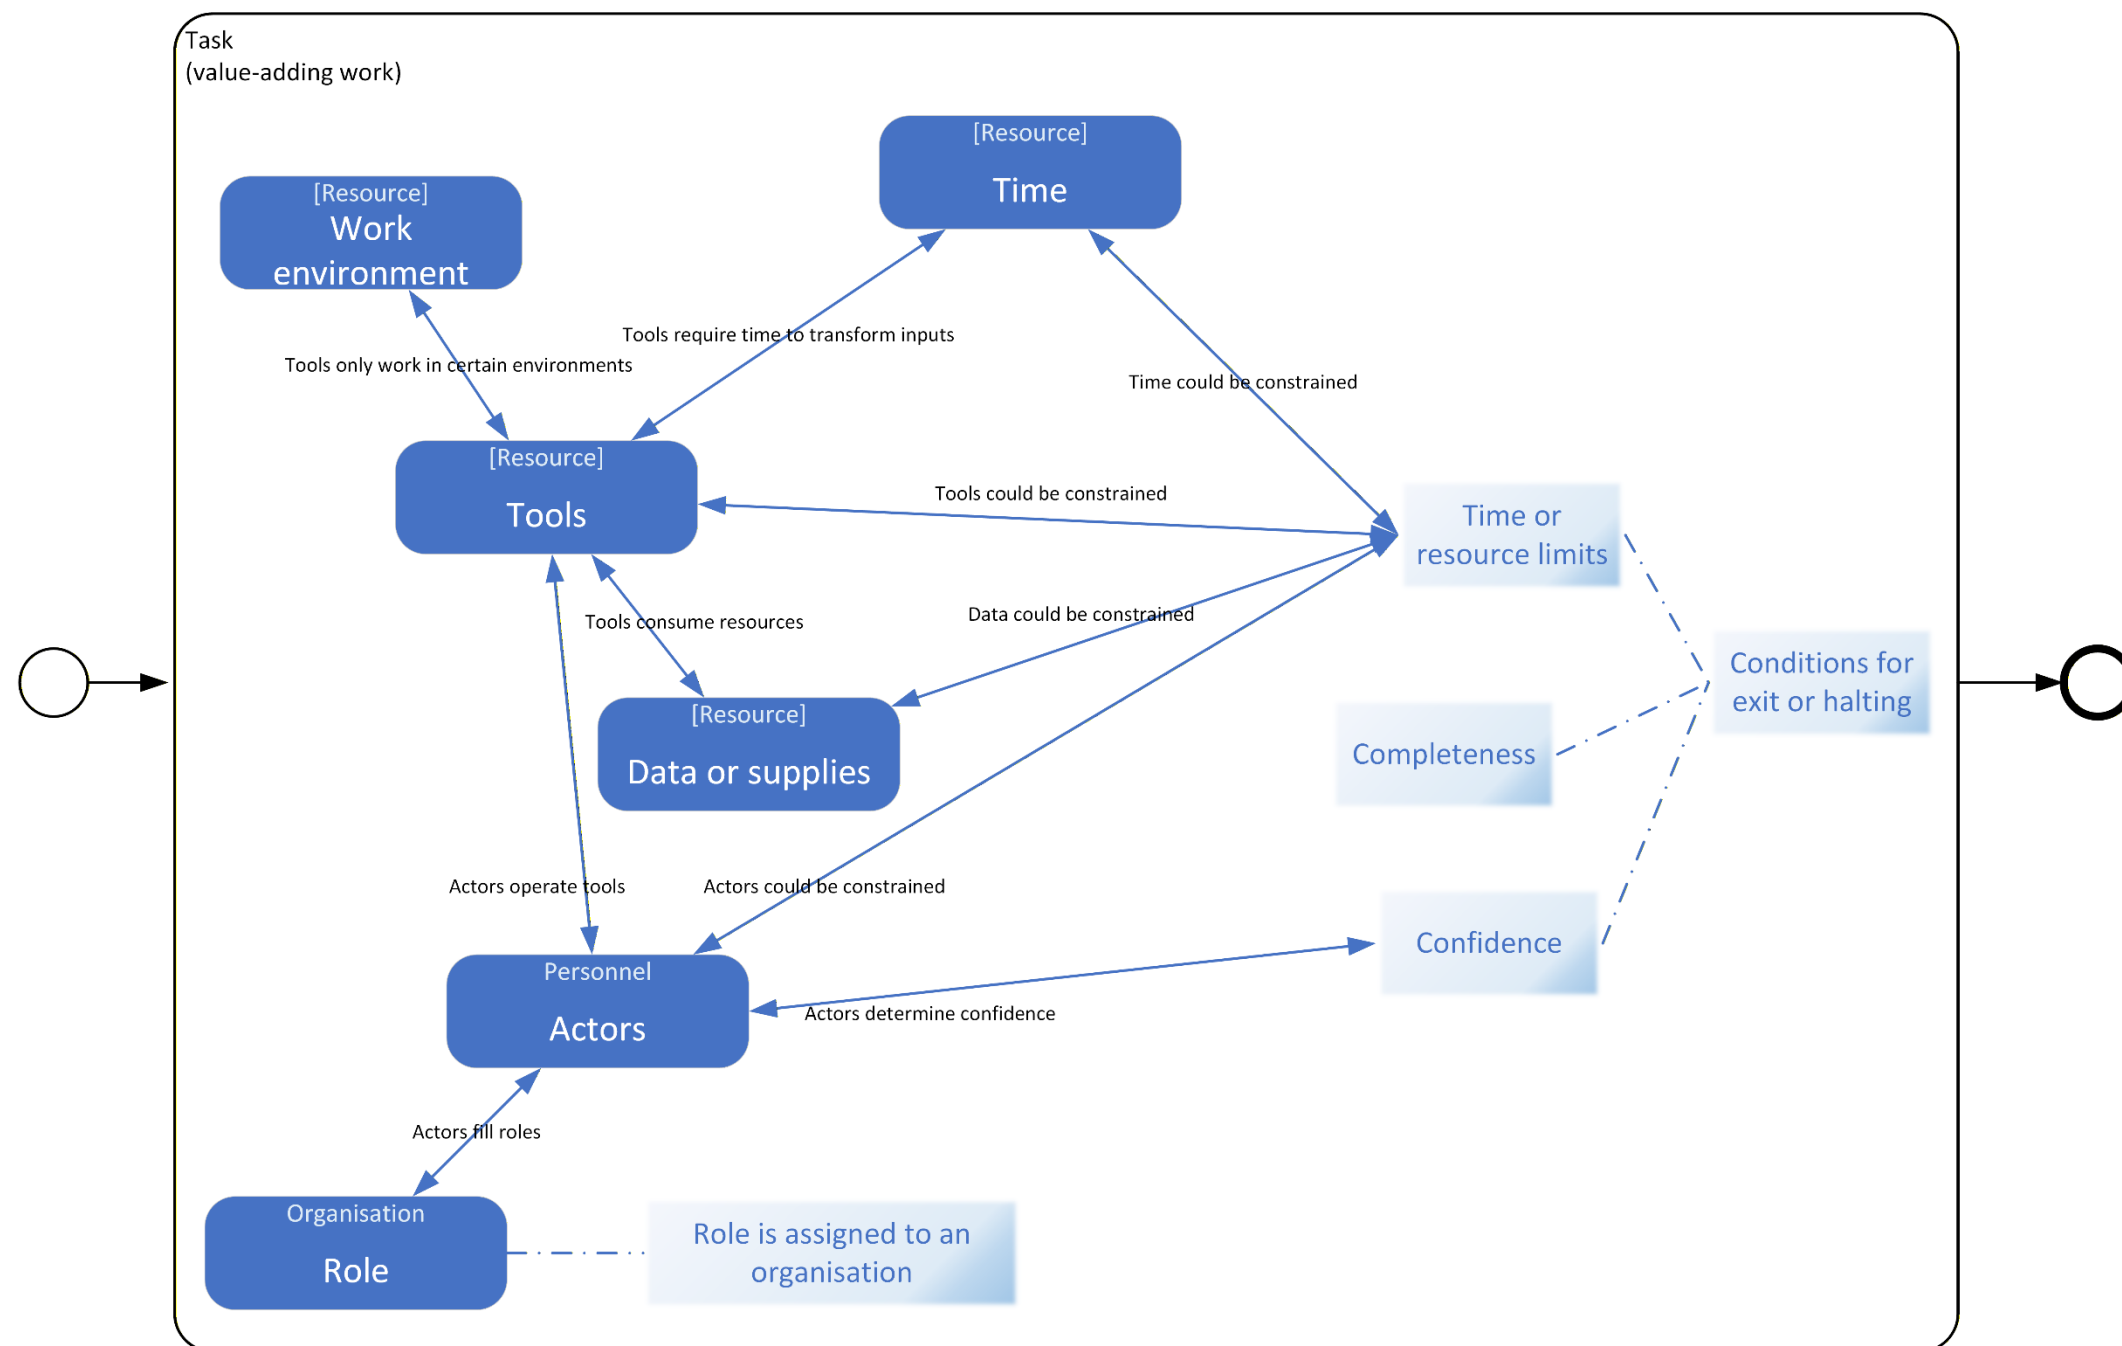 Task
(value-adding work)
[Resource]
Time
[Resource]
Work
environment
Tools require time to transform inputs
Tools only work in certain environments
Time could be constrained
[Resource]
Tools
Tools could be constrained
Time or
resource limits
Tools consume resources
Data could be constrained
Conditions for
exit or halting
[Resource]
Data or supplies
Completeness
Actors operate tools
Actors could be constrained
Confidence
Personnel
Actors
Actors determine confidence
Actors fill roles
Organisation
Role
Role is assigned to an
organisation